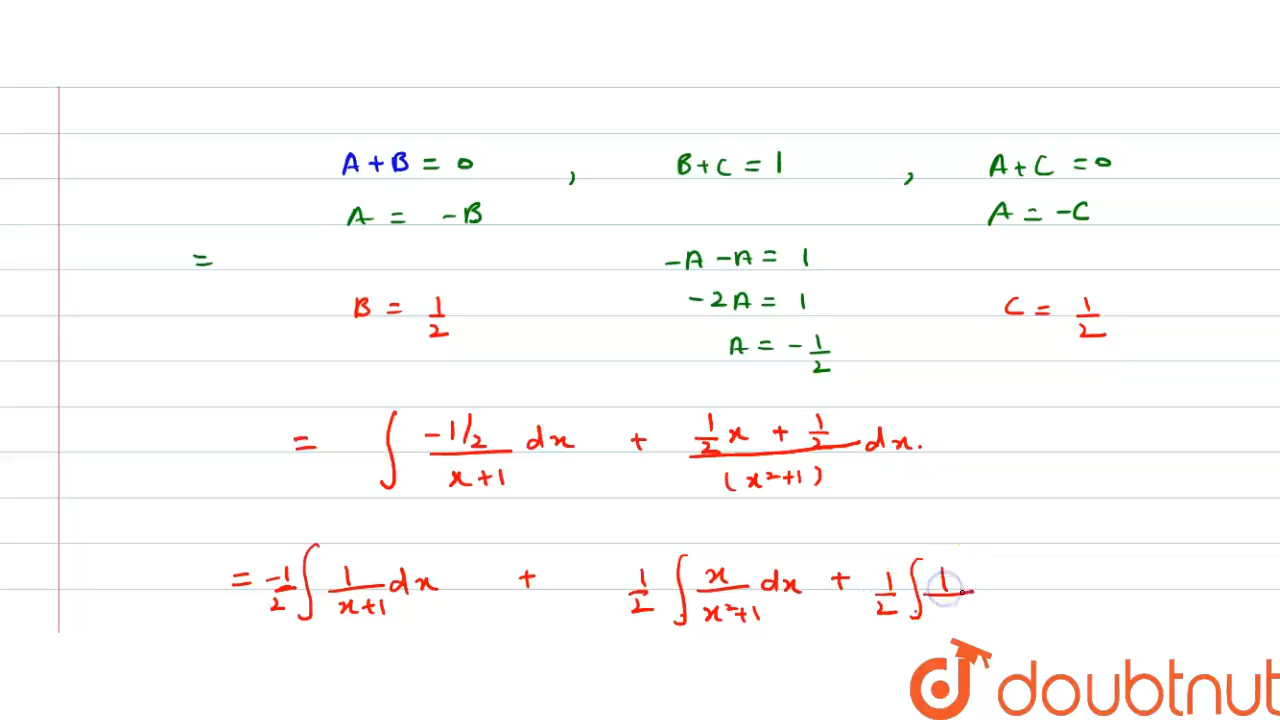 A + B = 0 , B + C = 1 , A + C = 0
A = -B A = -C
= -A - A = 1
B = 1/2 -2A = 1 C = 1/2
A = -1/2
= ∫ (-1/2)/(x+1) dx + (1/2 x + 1/2)/(x²+1) dx.
= -1/2 ∫ 1/(x+1) dx + 1/2 ∫ x/(x²+1) dx + 1/2 ∫ 1/
doubtnut